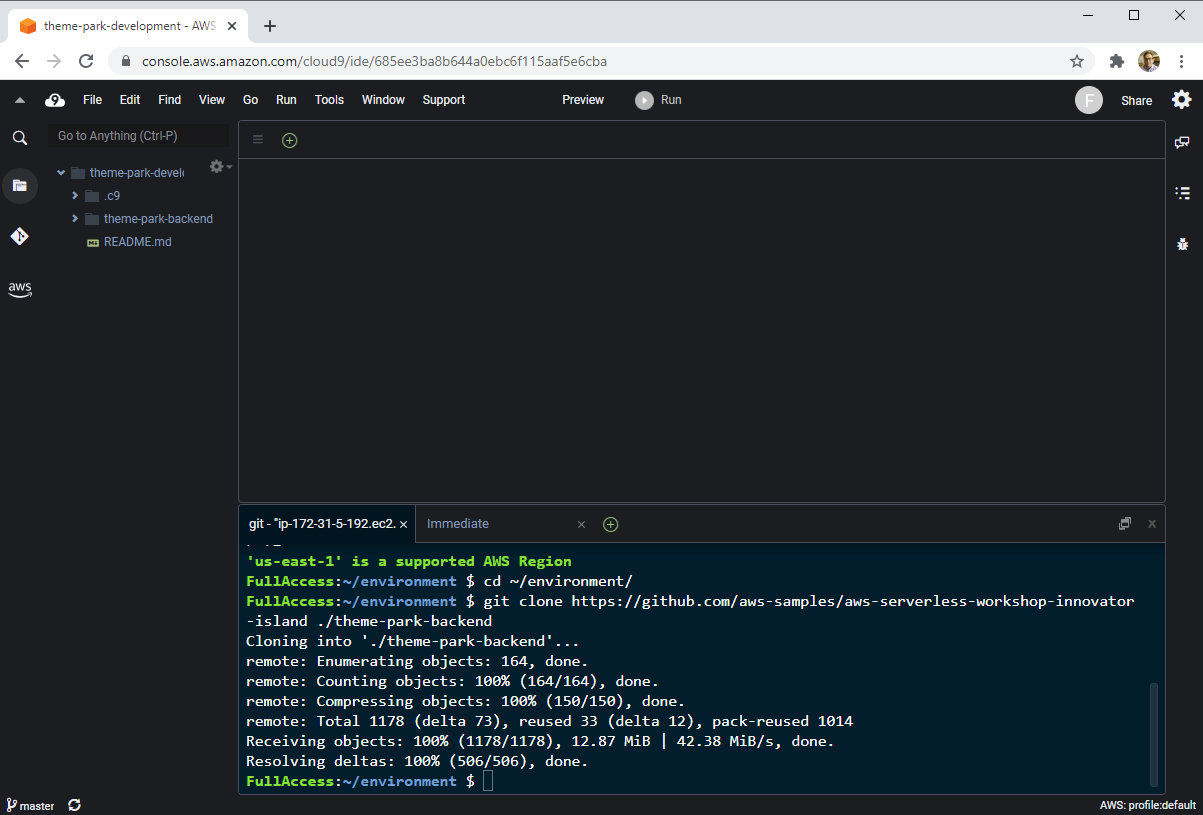 theme-park-development - AWS
console.aws.amazon.com/cloud9/ide/685ee3ba8b644a0ebc6f115aaf5e6cba
9 File Edit Find View Go Run Tools Window Support Preview Run F Share
Go to Anything (Ctrl-P)
theme-park-develo
.c9
theme-park-backend
README.md
aws
git - "ip-172-31-5-192.ec2. Immediate
'us-east-1' is a supported AWS Region
FullAccess:~/environment $ cd ~/environment/
FullAccess:~/environment $ git clone https://github.com/aws-samples/aws-serverless-workshop-innovator
-island ./theme-park-backend
Cloning into './theme-park-backend'...
remote: Enumerating objects: 164, done.
remote: Counting objects: 100% (164/164), done.
remote: Compressing objects: 100% (150/150), done.
remote: Total 1178 (delta 73), reused 33 (delta 12), pack-reused 1014
Receiving objects: 100% (1178/1178), 12.87 MiB | 42.38 MiB/s, done.
Resolving deltas: 100% (506/506), done.
FullAccess:~/environment $
master AWS: profile:default